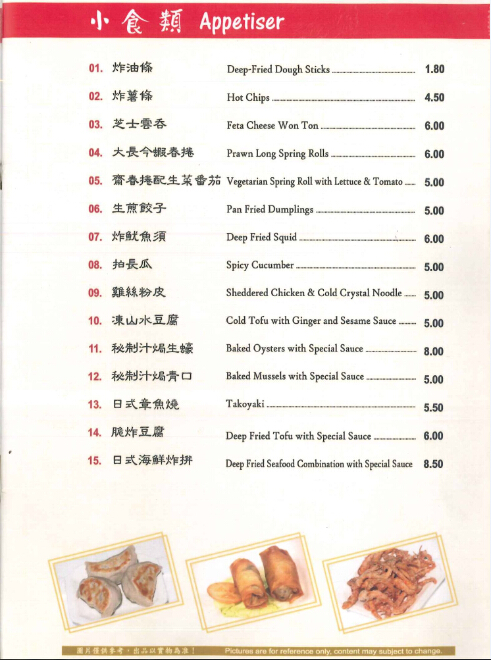 小食類 Appetiser
01. 炸油條 Deep-Fried Dough Sticks 1.80
02. 炸薯條 Hot Chips 4.50
03. 芝士雲吞 Feta Cheese Won Ton 6.00
04. 大長今蝦春捲 Prawn Long Spring Rolls 6.00
05. 齋春捲配生菜番茄 Vegetarian Spring Roll with Lettuce & Tomato 5.00
06. 生煎餃子 Pan Fried Dumplings 5.00
07. 炸魷魚須 Deep Fried Squid 6.00
08. 拍長瓜 Spicy Cucumber 5.00
09. 雞絲粉皮 Sheddered Chicken & Cold Crystal Noodle 5.00
10. 凍山水豆腐 Cold Tofu with Ginger and Sesame Sauce 5.00
11. 秘制汁焗生蠔 Baked Oysters with Special Sauce 8.00
12. 秘制汁焗青口 Baked Mussels with Special Sauce 5.00
13. 日式章魚燒 Takoyaki 5.50
14. 脆炸豆腐 Deep Fried Tofu with Special Sauce 6.00
15. 日式海鮮炸拼 Deep Fried Seafood Combination with Special Sauce 8.50
圖片僅供參考，出品以實物為准！ Pictures are for reference only, content may subject to change.